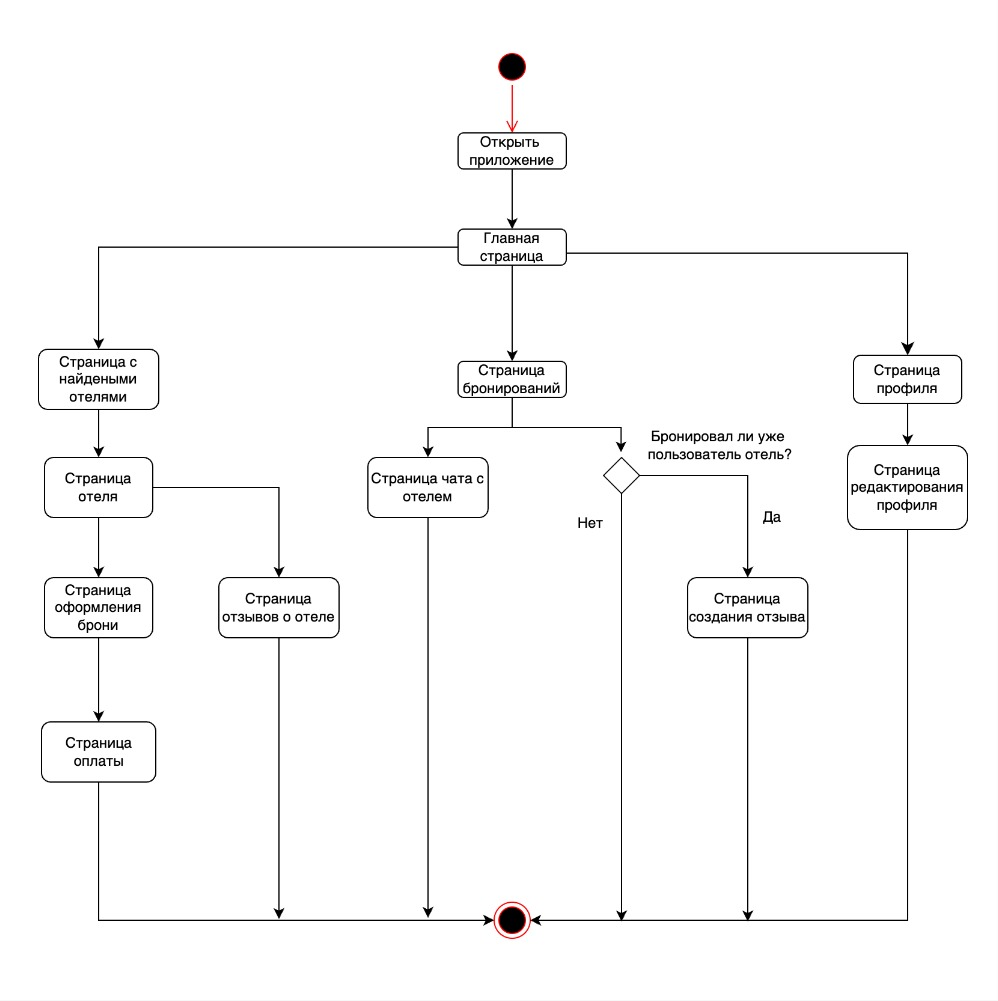 Открыть
приложение
Главная
страница
Страница с
найдеными
отелями
Страница
бронирований
Страница
профиля
Бронировал ли уже
пользователь отель?
Страница
отеля
Страница чата с
отелем
Страница
редактирования
профиля
Нет
Да
Страница
оформления
брони
Страница
отзывов о отеле
Страница
создания отзыва
Страница
оплаты